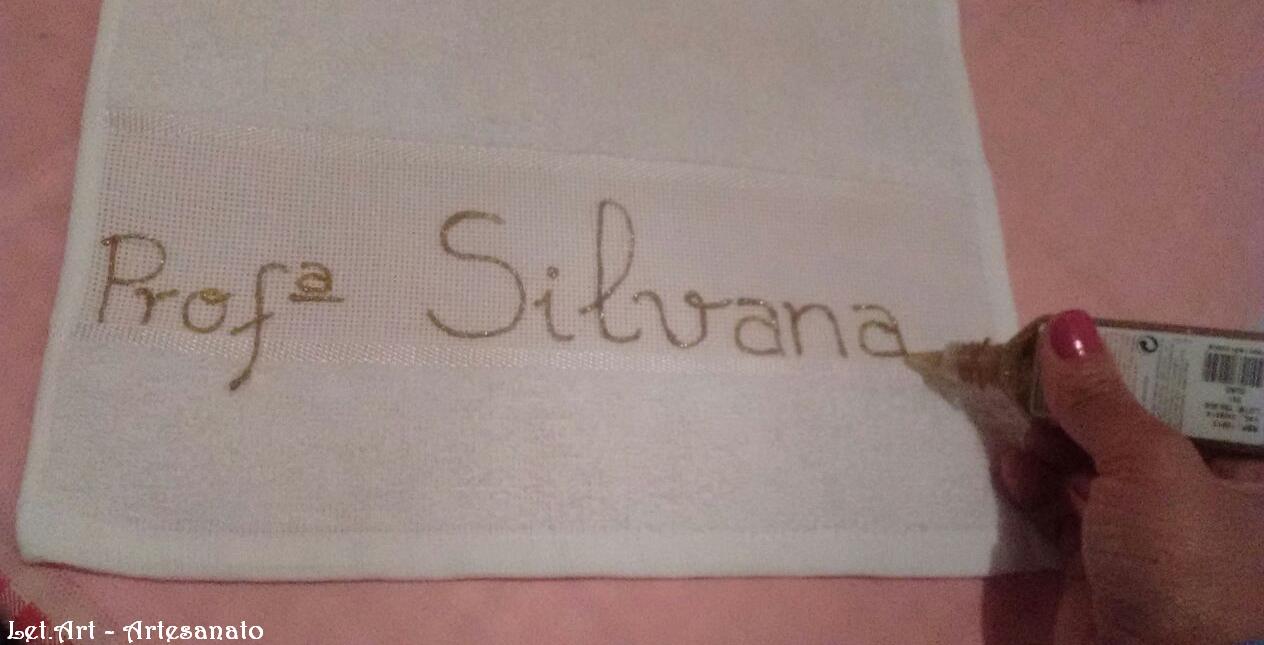 Profª Silvana
Let.Art - Artesanato